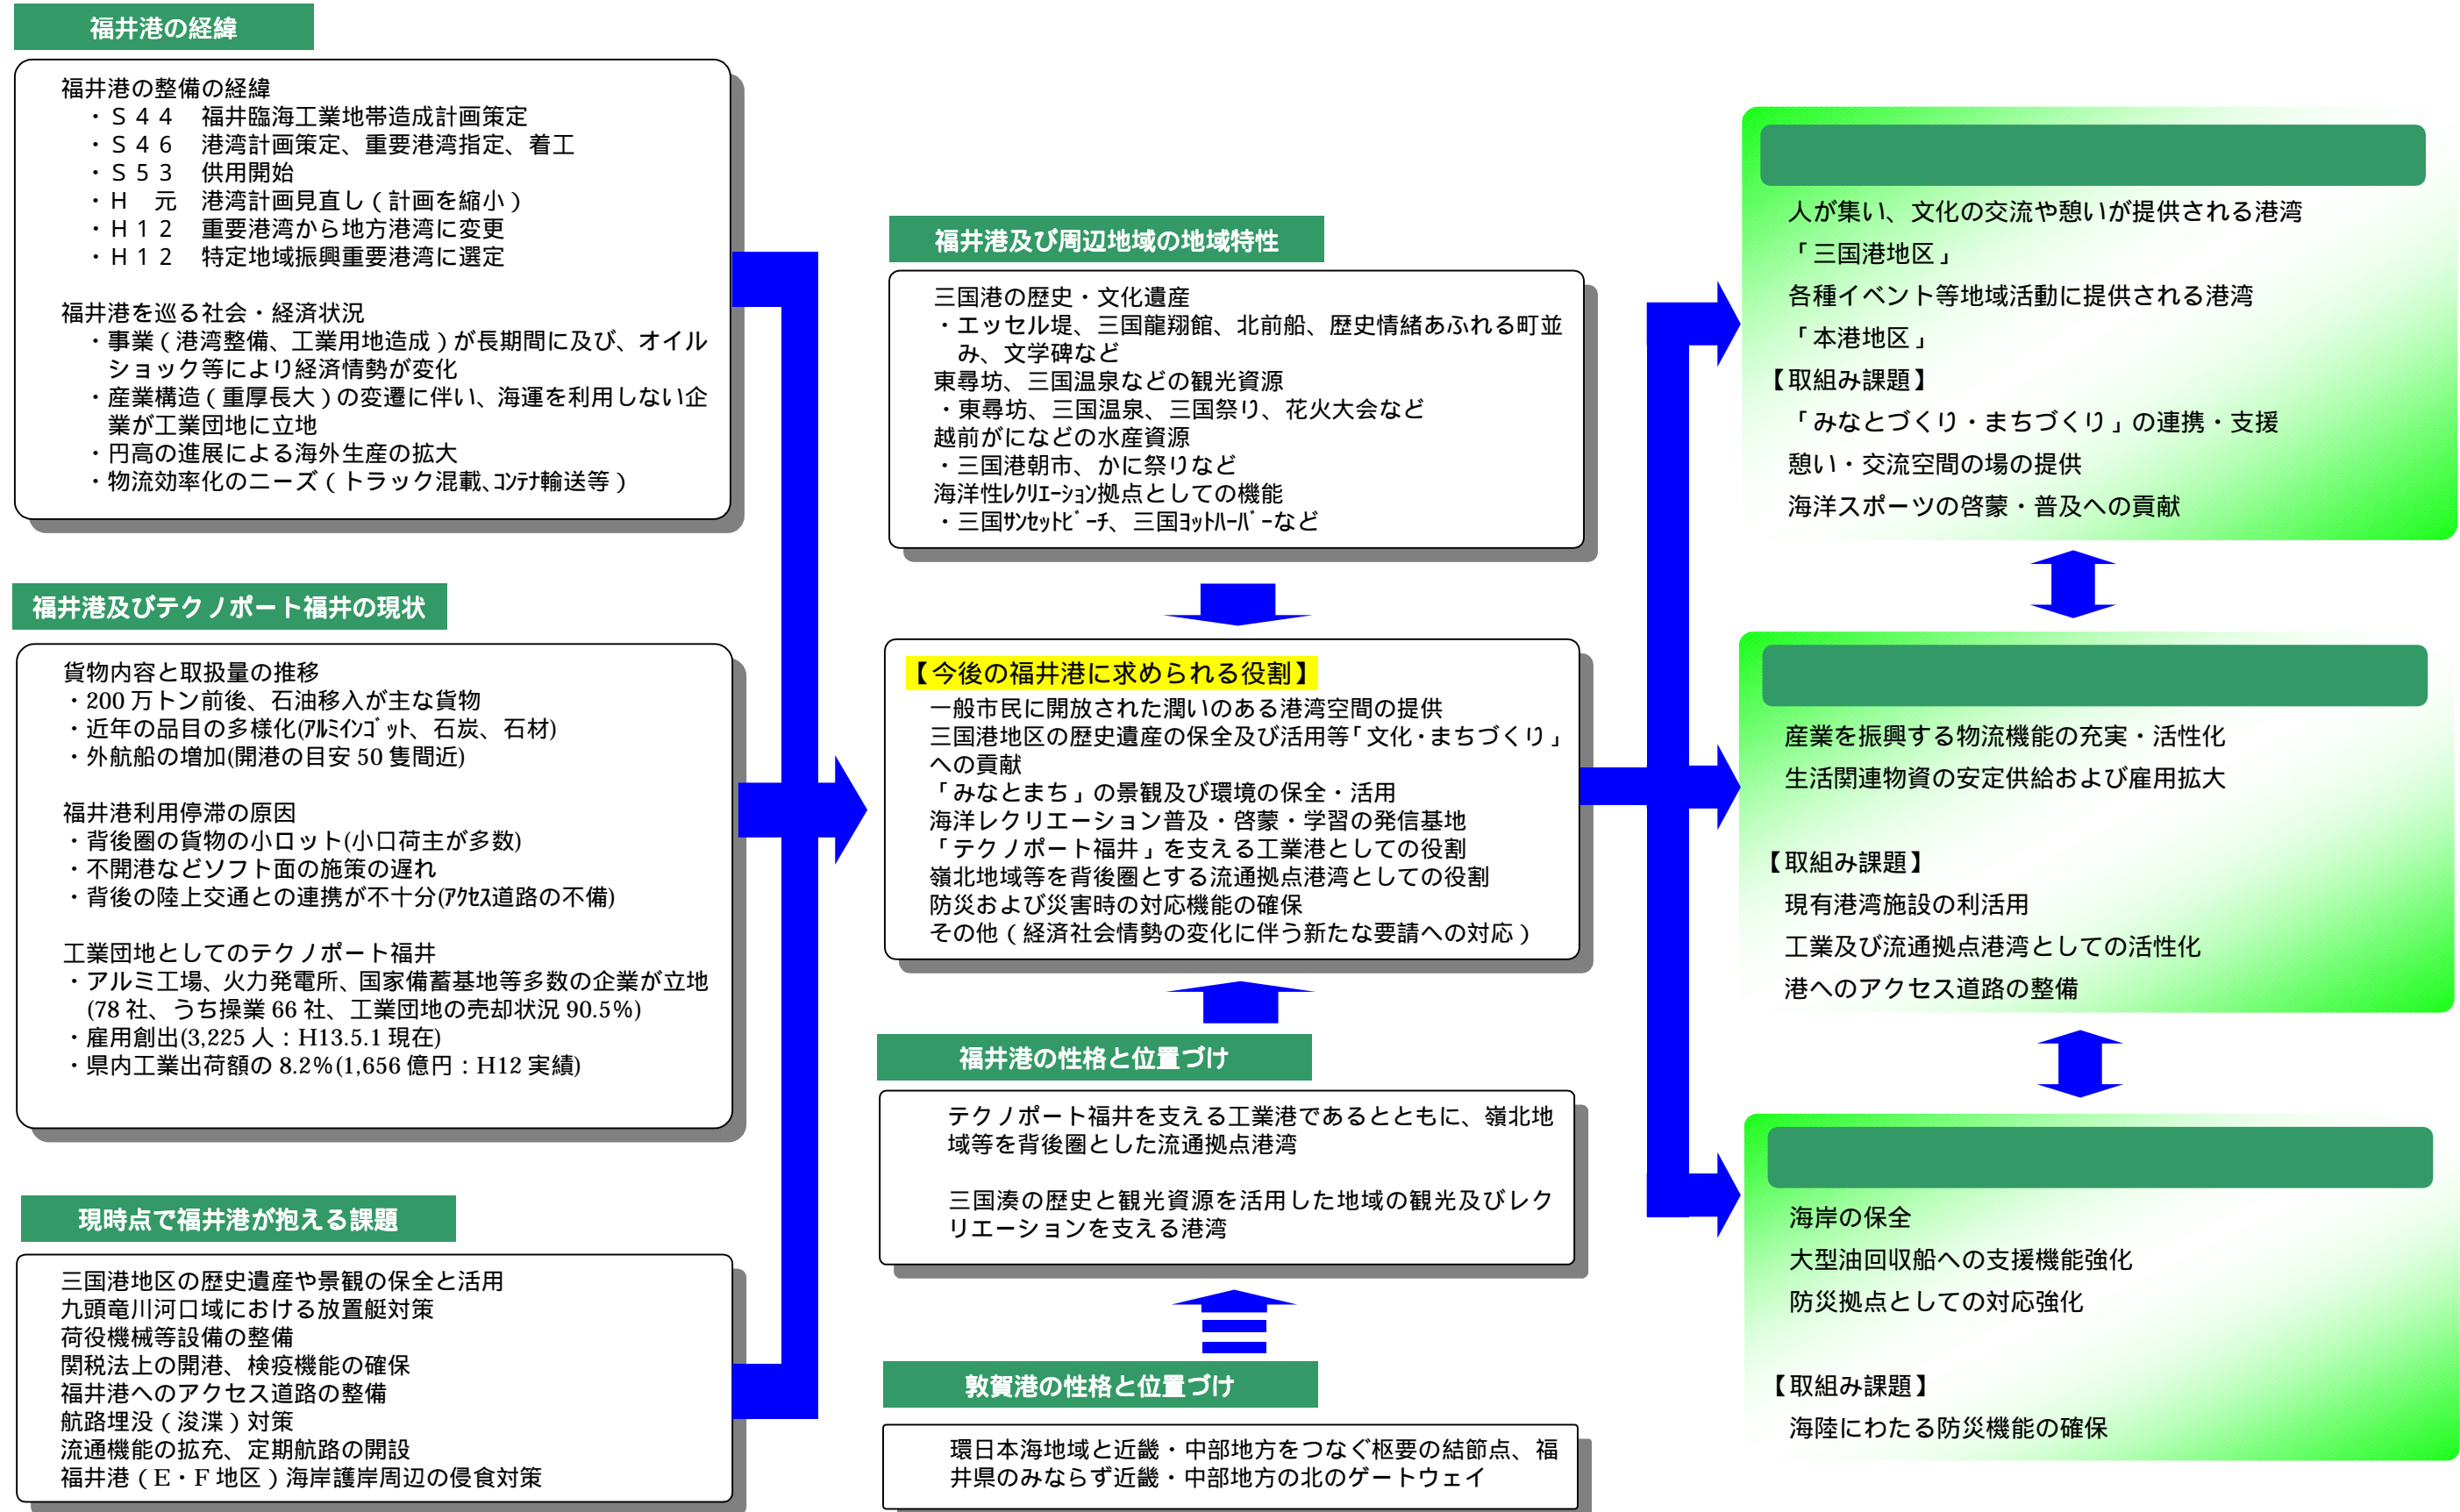 福井港の経緯
福井港の整備の経緯
・Ｓ４４　福井臨海工業地帯造成計画策定
・Ｓ４６　港湾計画策定、重要港湾指定、着工
・Ｓ５３　供用開始
・Ｈ　元　港湾計画見直し（計画を縮小）
・Ｈ１２　重要港湾から地方港湾に変更
・Ｈ１２　特定地域振興重要港湾に選定
福井港を巡る社会・経済状況
・事業（港湾整備、工業用地造成）が長期間に及び、オイル
ショック等により経済情勢が変化
・産業構造（重厚長大）の変遷に伴い、海運を利用しない企
業が工業団地に立地
・円高の進展による海外生産の拡大
・物流効率化のニーズ（トラック混載、ｺﾝﾃﾅ輸送等）
福井港及びテクノポート福井の現状
貨物内容と取扱量の推移
・200 万トン前後、石油移入が主な貨物
・近年の品目の多様化(ｱﾙﾐｲﾝｺﾞｯﾄ、石炭、石材)
・外航船の増加(開港の目安 50 隻間近)
福井港利用停滞の原因
・背後圏の貨物の小ロット(小口荷主が多数)
・不開港などソフト面の施策の遅れ
・背後の陸上交通との連携が不十分(ｱｸｾｽ道路の不備)
工業団地としてのテクノポート福井
・アルミ工場、火力発電所、国家備蓄基地等多数の企業が立地
(78 社、うち操業 66 社、工業団地の売却状況 90.5%)
・雇用創出(3,225 人：H13.5.1 現在)
・県内工業出荷額の 8.2%(1,656 億円：H12 実績)
現時点で福井港が抱える課題
三国港地区の歴史遺産や景観の保全と活用
九頭竜川河口域における放置艇対策
荷役機械等設備の整備
関税法上の開港、検疫機能の確保
福井港へのアクセス道路の整備
航路埋没（浚渫）対策
流通機能の拡充、定期航路の開設
福井港（E・F 地区）海岸護岸周辺の侵食対策
福井港及び周辺地域の地域特性
三国港の歴史・文化遺産
・エッセル堤、三国龍翔館、北前船、歴史情緒あふれる町並
み、文学碑など
東尋坊、三国温泉などの観光資源
・東尋坊、三国温泉、三国祭り、花火大会など
越前がになどの水産資源
・三国港朝市、かに祭りなど
海洋性ﾚｸﾘｴｰｼｮﾝ拠点としての機能
・三国ｻﾝｾｯﾄﾋﾞｰﾁ、三国ﾖｯﾄﾊｰﾊﾞｰなど
【今後の福井港に求められる役割】
一般市民に開放された潤いのある港湾空間の提供
三国港地区の歴史遺産の保全及び活用等「文化・まちづくり」
への貢献
「みなとまち」の景観及び環境の保全・活用
海洋レクリエーション普及・啓蒙・学習の発信基地
「テクノポート福井」を支える工業港としての役割
嶺北地域等を背後圏とする流通拠点港湾としての役割
防災および災害時の対応機能の確保
その他（経済社会情勢の変化に伴う新たな要請への対応）
福井港の性格と位置づけ
テクノポート福井を支える工業港であるとともに、嶺北地
域等を背後圏とした流通拠点港湾
三国湊の歴史と観光資源を活用した地域の観光及びレク
リエーションを支える港湾
敦賀港の性格と位置づけ
環日本海地域と近畿・中部地方をつなぐ枢要の結節点、福
井県のみならず近畿・中部地方の北のゲートウェイ
人が集い、文化の交流や憩いが提供される港湾
「三国港地区」
各種イベント等地域活動に提供される港湾
「本港地区」
【取組み課題】
「みなとづくり・まちづくり」の連携・支援
憩い・交流空間の場の提供
海洋スポーツの啓蒙・普及への貢献
産業を振興する物流機能の充実・活性化
生活関連物資の安定供給および雇用拡大
【取組み課題】
現有港湾施設の利活用
工業及び流通拠点港湾としての活性化
港へのアクセス道路の整備
海岸の保全
大型油回収船への支援機能強化
防災拠点としての対応強化
【取組み課題】
海陸にわたる防災機能の確保